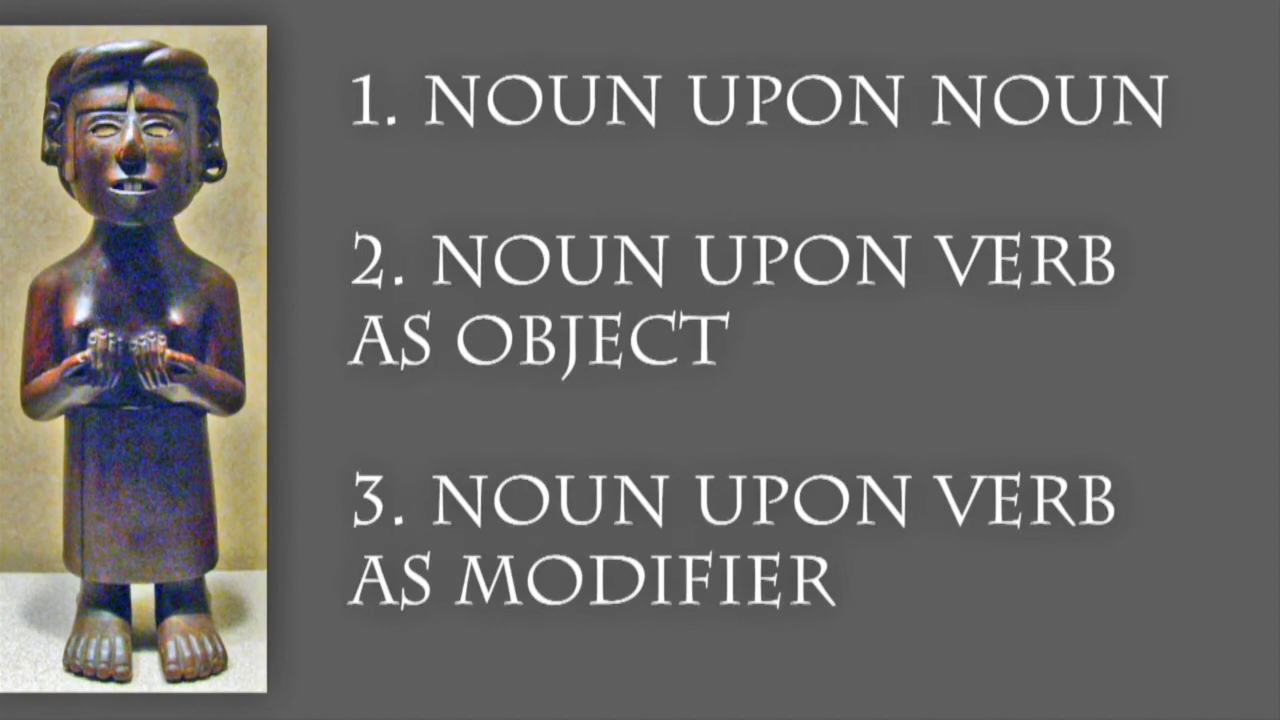 1. NOUN UPON NOUN
2. NOUN UPON VERB
AS OBJECT
3. NOUN UPON VERB
AS MODIFIER